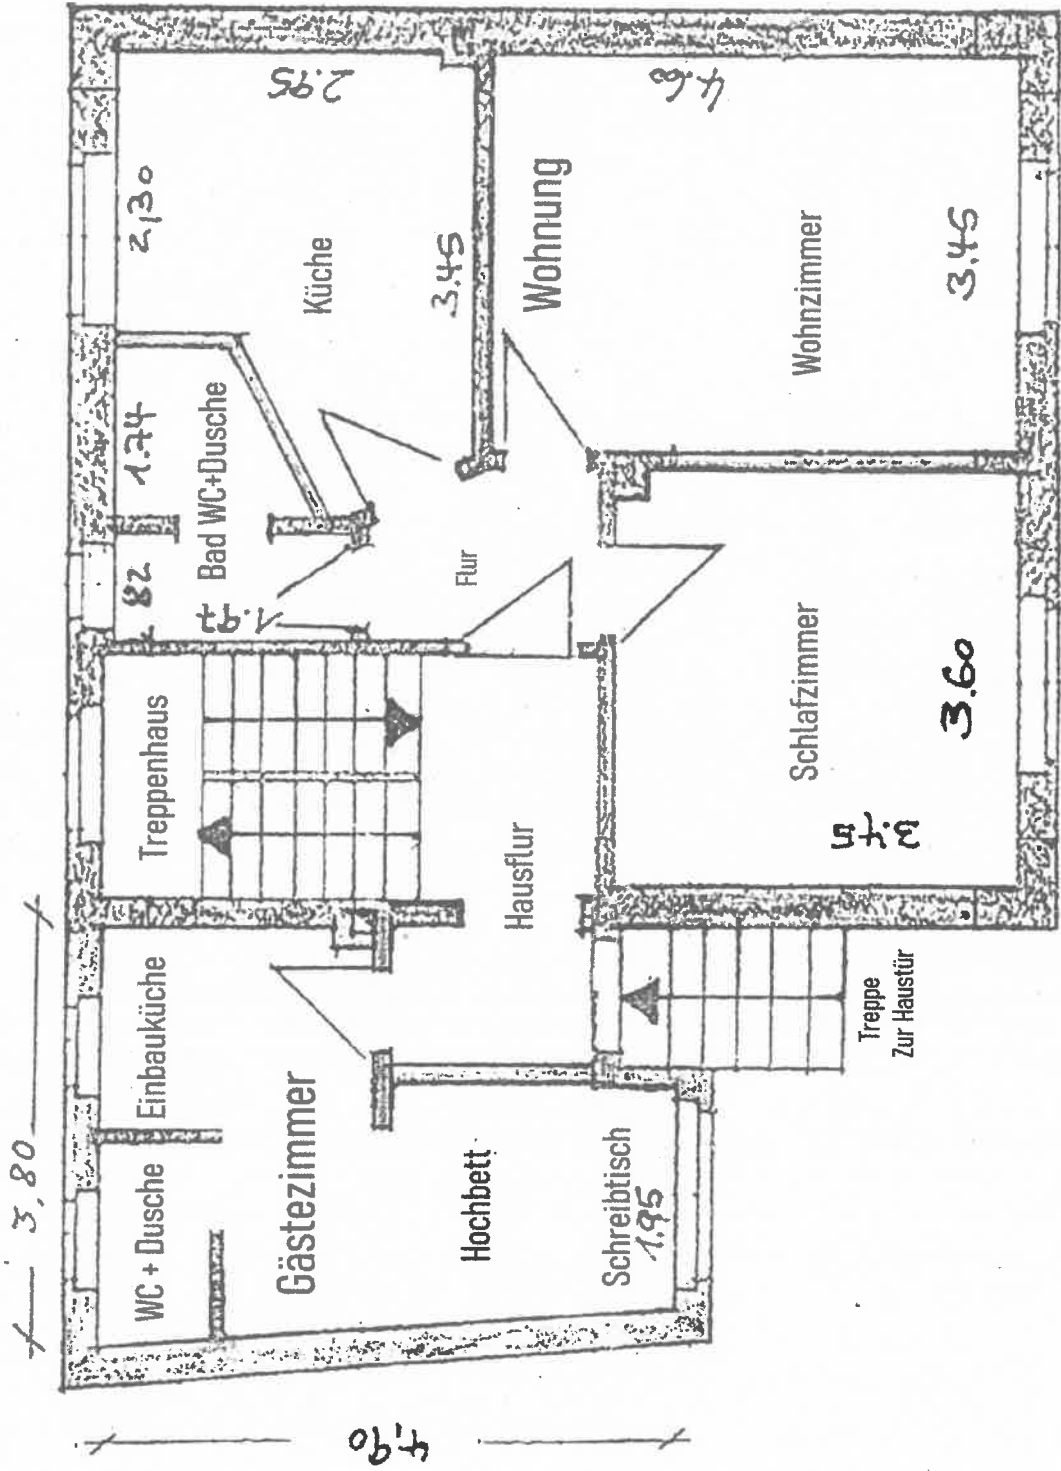 3,80
4,90
WC + Dusche
Einbauküche
Treppenhaus
82
1.74
2,30
Bad WC+Dusche
1.97
2.95
Küche
3.45
Gästezimmer
Hochbett
Schreibtisch
1,95
Hausflur
Flur
Wohnung
4.60
Wohnzimmer
3.45
Schlafzimmer
3.45
3.60
Treppe
Zur Haustür